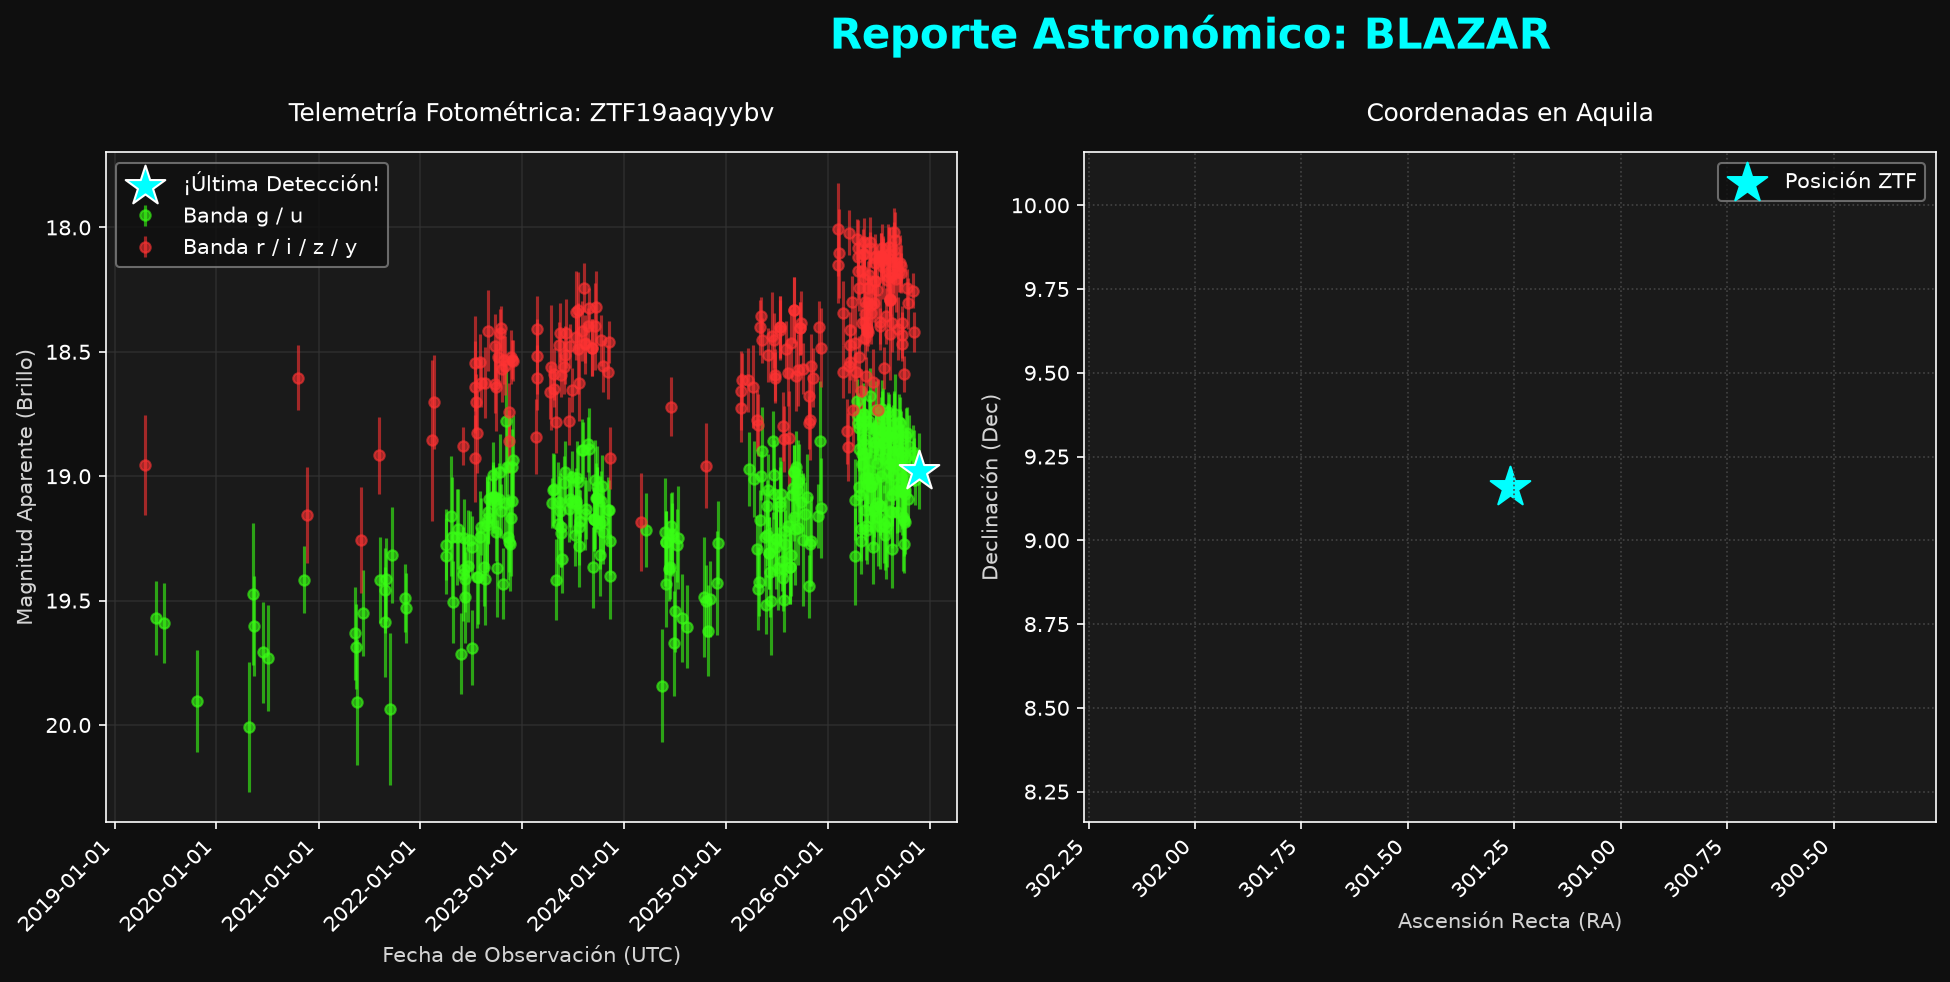 Reporte Astronómico: BLAZAR
Telemetría Fotométrica: ZTF19aaqyybv
¡Última Detección!
Banda g / u
Banda r / i / z / y
Magnitud Aparente (Brillo)
18.0
18.5
19.0
19.5
20.0
2019-01-01
2020-01-01
2021-01-01
2022-01-01
2023-01-01
2024-01-01
2025-01-01
2026-01-01
2027-01-01
Fecha de Observación (UTC)
Coordenadas en Aquila
Posición ZTF
Declinación (Dec)
10.00
9.75
9.50
9.25
9.00
8.75
8.50
8.25
302.25
302.00
301.75
301.50
301.25
301.00
300.75
300.50
Ascensión Recta (RA)